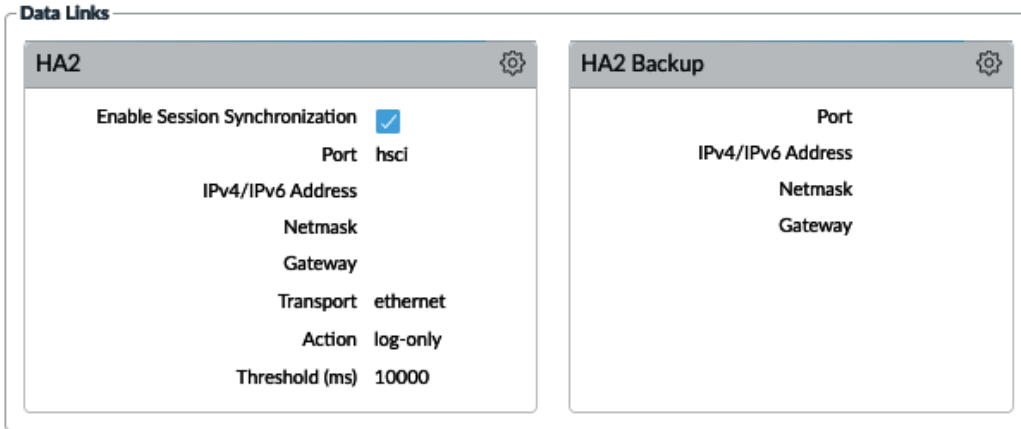 Data Links
HA2
Enable Session Synchronization
Port hsci
IPv4/IPv6 Address
Netmask
Gateway
Transport ethernet
Action log-only
Threshold (ms) 10000
HA2 Backup
Port
IPv4/IPv6 Address
Netmask
Gateway